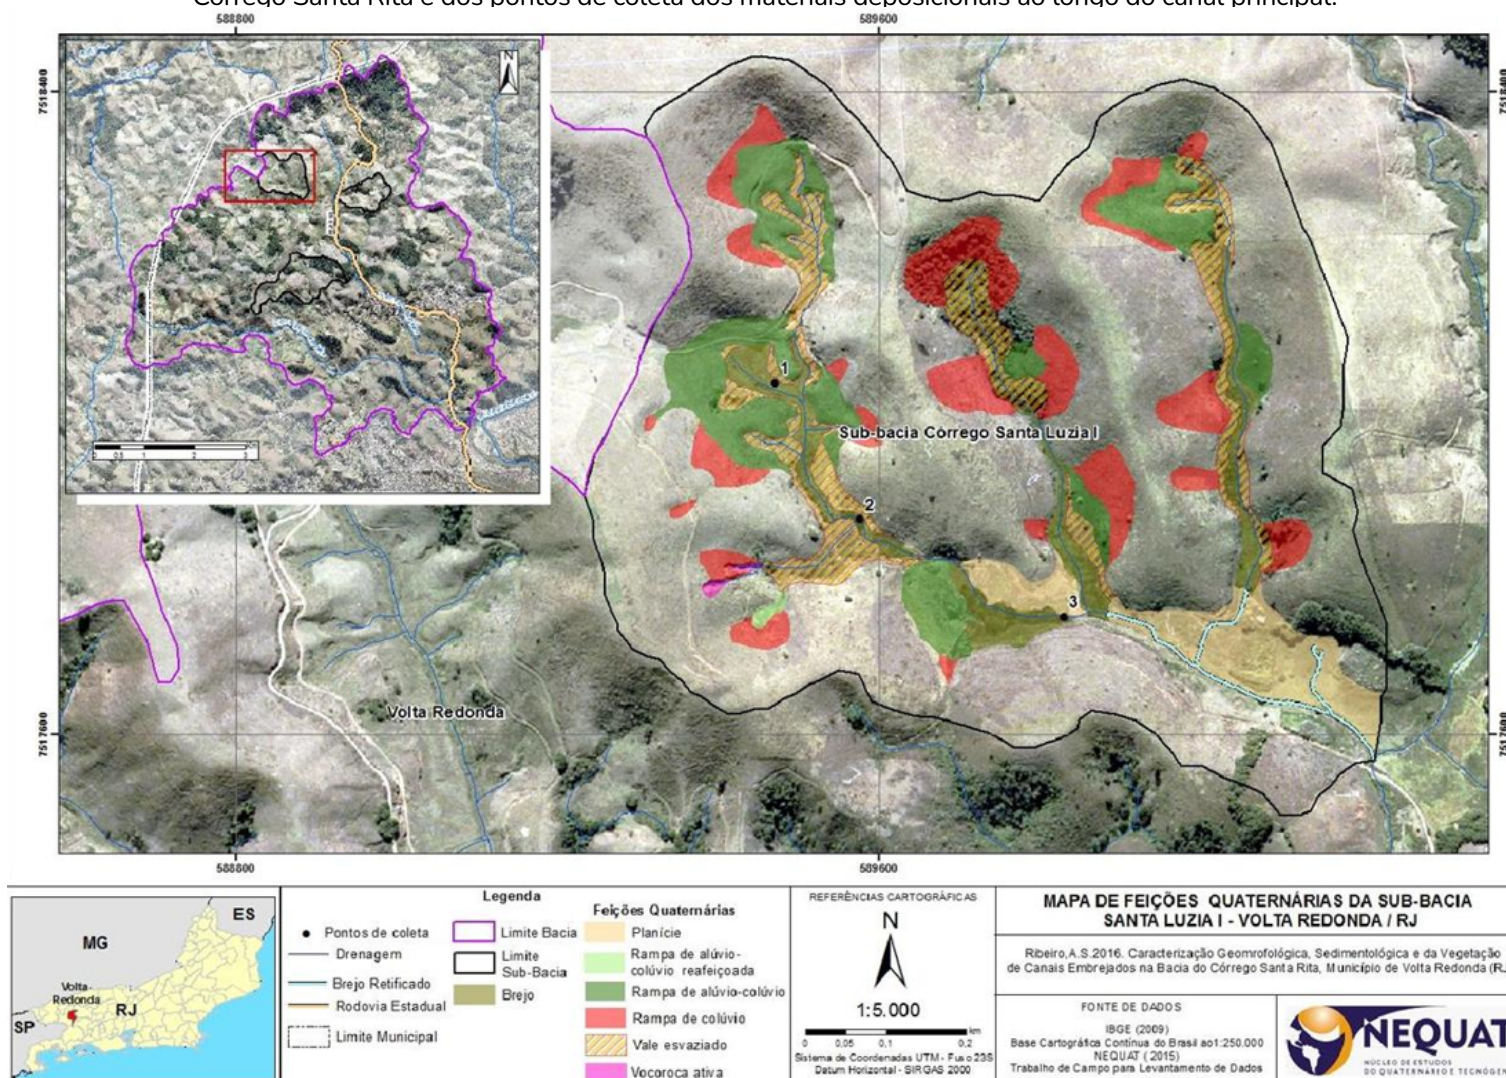 Córrego Santa Rita e dos pontos de coleta dos materiais deposicionais ao longo do canal principal.
588800
589600
7518400
7518400
N
1
Sub-bacia Córrego Santa Luzia I
2
3
Volta Redonda
7517600
7517600
588800
589600
ES
MG
Volta-
Redonda
RJ
SP
Legenda
Pontos de coleta
Drenagem
Brejo Retificado
Rodovia Estadual
Limite Municipal
Limite Bacia
Limite
Sub-Bacia
Brejo
Feições Quaternárias
Planície
Rampa de alúvio-
colúvio reafeiçoada
Rampa de alúvio-colúvio
Rampa de colúvio
Vale esvaziado
Voçoroca ativa
REFERÊNCIAS CARTOGRÁFICAS
N
1:5.000
km
0 0,05 0,1 0,2
Sistema de Coordenadas UTM - Fuso 23S
Datum Horizontal - SIRGAS 2000
MAPA DE FEIÇÕES QUATERNÁRIAS DA SUB-BACIA
SANTA LUZIA I - VOLTA REDONDA / RJ
Ribeiro,A.S.2016. Caracterização Geomrofológica, Sedimentológica e da Vegetação
de Canais Embrejados na Bacia do Córrego Santa Rita, Município de Volta Redonda (RJ
FONTE DE DADOS
IBGE (2009)
Base Cartográfica Contínua do Brasil ao1:250.000
NEQUAT (2015)
Trabalho de Campo para Levantamento de Dados
NEQUAT
NÚCLEO DE ESTUDOS
DO QUATERNÁRIO E TECNÓGEN